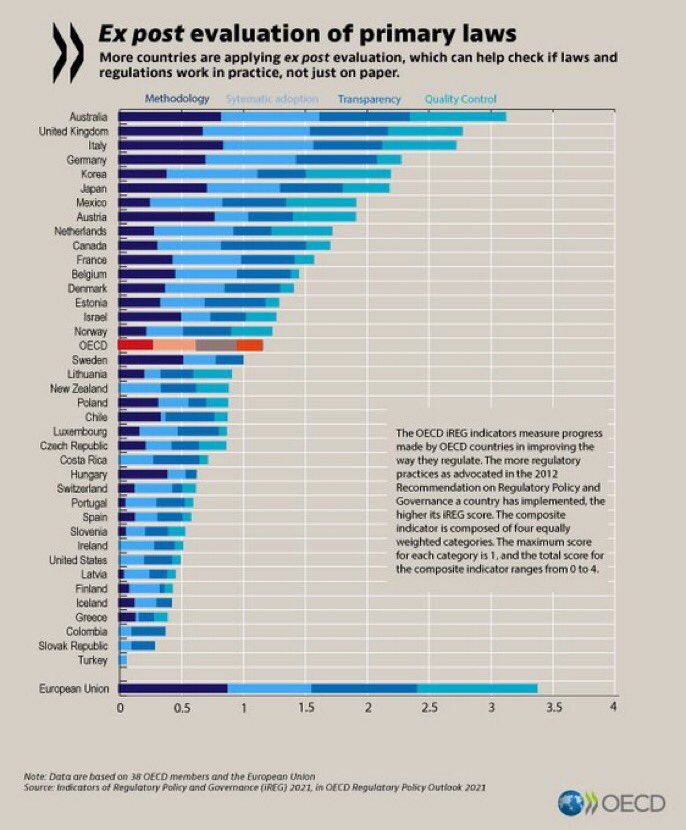 Ex post evaluation of primary laws
More countries are applying ex post evaluation, which can help check if laws and
regulations work in practice, not just on paper.
Methodology Sytematic adoption Transparency Quality Control
Australia
United Kingdom
Italy
Germany
Korea
Japan
Mexico
Austria
Netherlands
Canada
France
Belgium
Denmark
Estonia
Israel
Norway
OECD
Sweden
Lithuania
New Zealand
Poland
Chile
Luxembourg
Czech Republic
Costa Rica
Hungary
Switzerland
Portugal
Spain
Slovenia
Ireland
United States
Latvia
Finland
Iceland
Greece
Colombia
Slovak Republic
Turkey
European Union
0 0.5 1 1.5 2 2.5 3 3.5 4
The OECD iREG indicators measure progress
made by OECD countries in improving the
way they regulate. The more regulatory
practices as advocated in the 2012
Recommendation on Regulatory Policy and
Governance a country has implemented, the
higher its iREG score. The composite
indicator is composed of four equally
weighted categories. The maximum score
for each category is 1, and the total score for
the composite indicator ranges from 0 to 4.
Note: Data are based on 38 OECD members and the European Union
Source: Indicators of Regulatory Policy and Governance (iREG) 2021, in OECD Regulatory Policy Outlook 2021
OECD